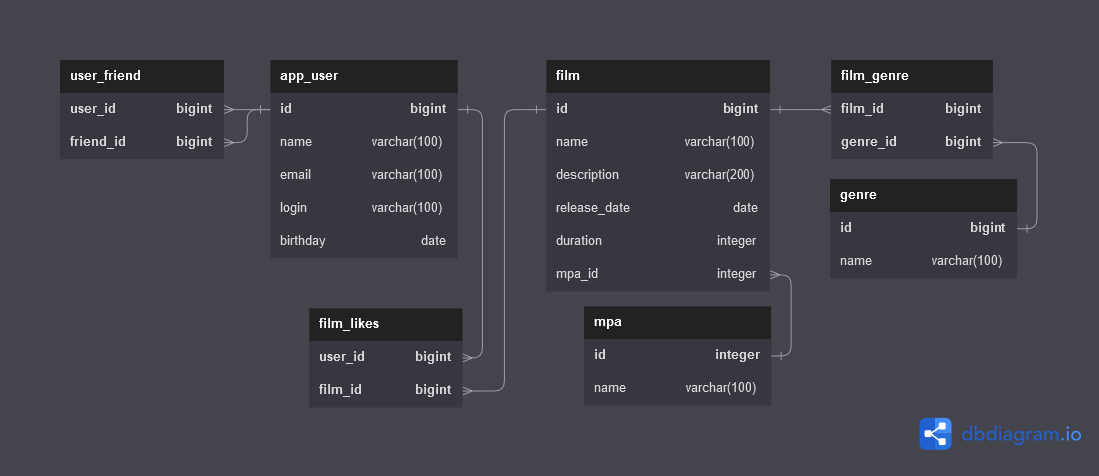 user_friend
user_id bigint
friend_id bigint
app_user
id bigint
name varchar(100)
email varchar(100)
login varchar(100)
birthday date
film
id bigint
name varchar(100)
description varchar(200)
release_date date
duration integer
mpa_id integer
film_genre
film_id bigint
genre_id bigint
genre
id bigint
name varchar(100)
film_likes
user_id bigint
film_id bigint
mpa
id integer
name varchar(100)
dbdiagram.io